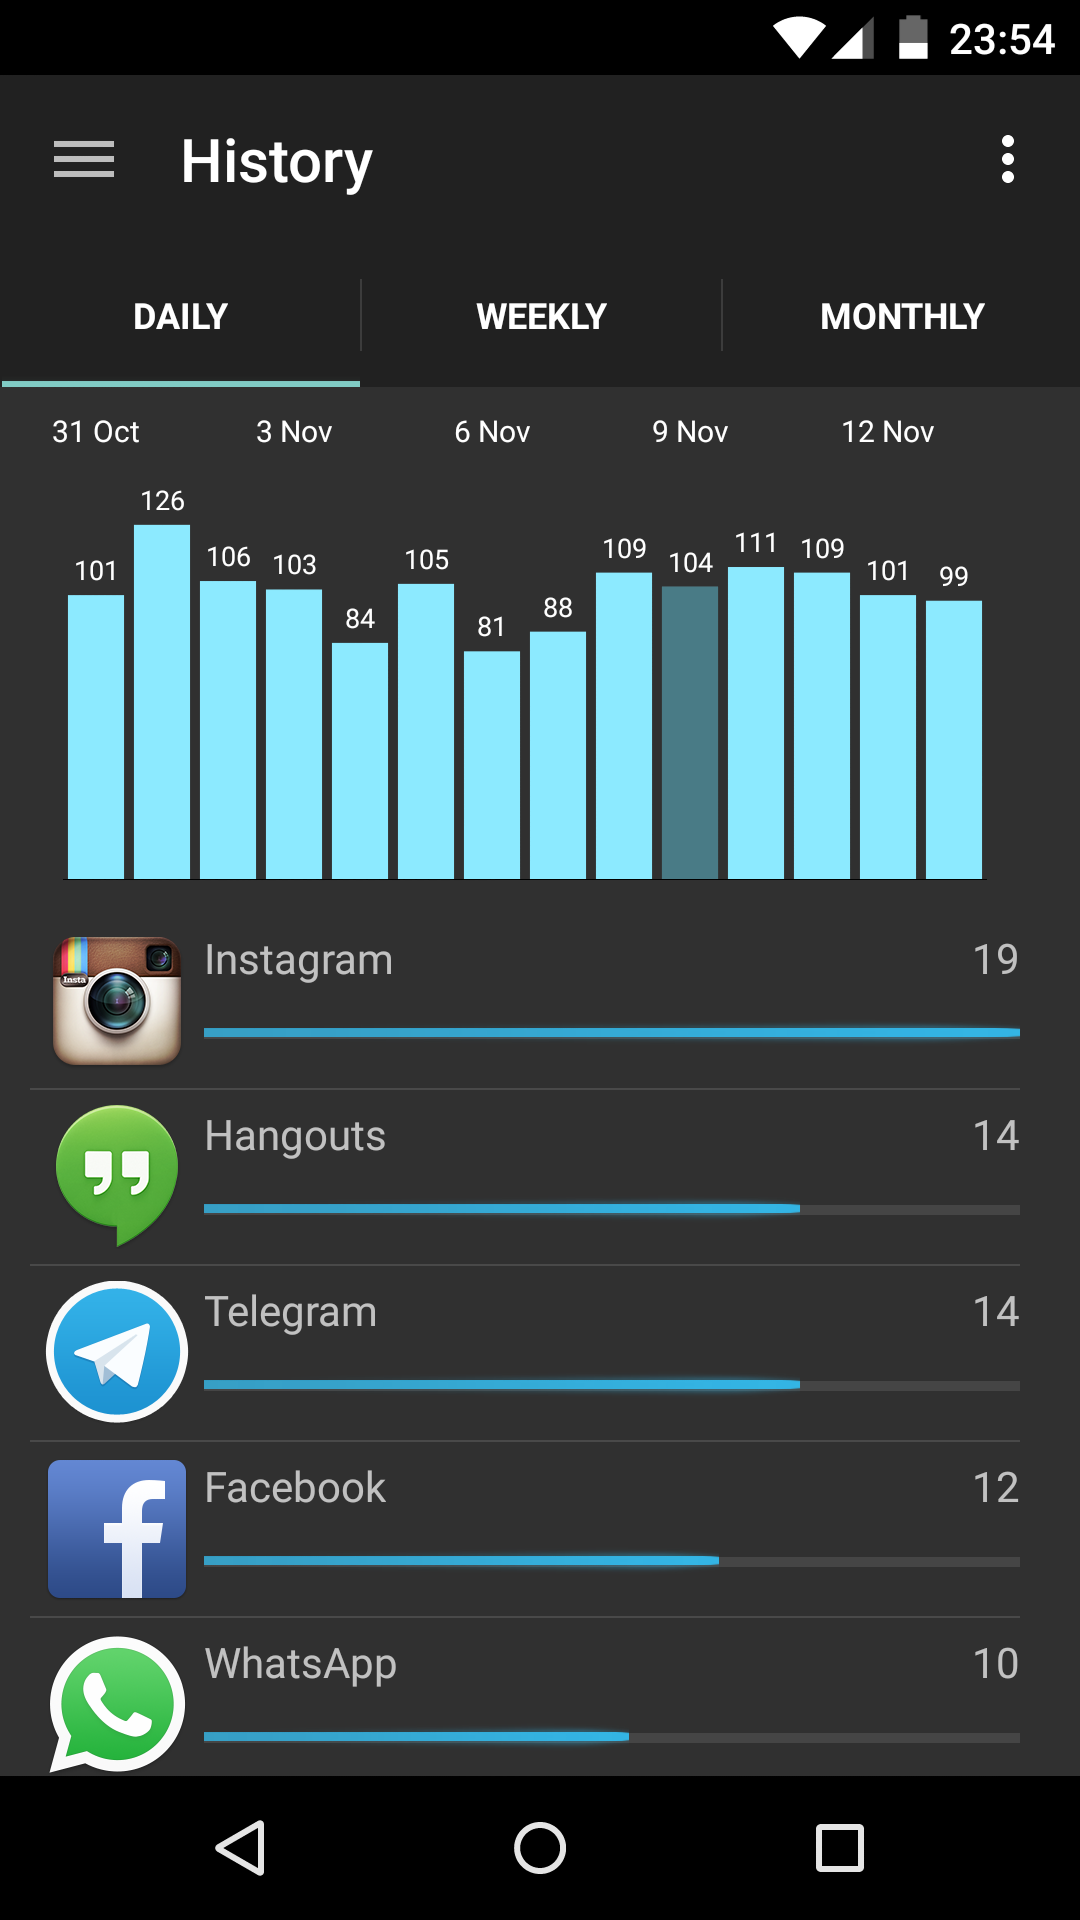 23:54
History
DAILY WEEKLY MONTHLY
31 Oct 3 Nov 6 Nov 9 Nov 12 Nov
101 126 106 103 84 105 81 88 109 104 111 109 101 99
Insta
Instagram 19
Hangouts 14
Telegram 14
Facebook 12
WhatsApp 10